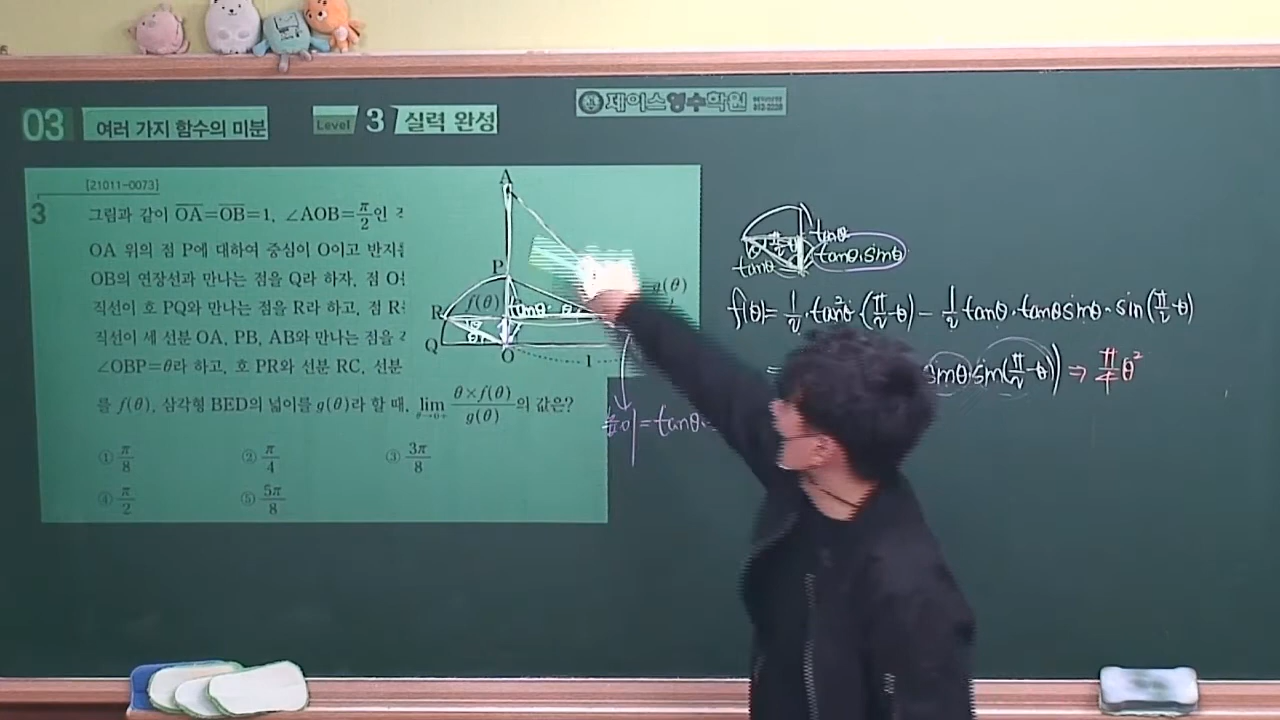 03 여러 가지 함수의 미분 Level 3 실력 완성
제이스영수학원
[21011-0073]
3 그림과 같이 OA=OB=1, ∠AOB=π/2인
OA 위의 점 P에 대하여 중심이 O이고 반지
OB의 연장선과 만나는 점을 Q라 하자. 점 O
직선이 호 PQ와 만나는 점을 R라 하고, 점 R
직선이 세 선분 OA, PB, AB와 만나는 점을
∠OBP=θ라 하고, 호 PR와 선분 RC, 선분
를 f(θ), 삼각형 BED의 넓이를 g(θ)라 할 때, lim θ→0+ θ×f(θ)/g(θ)의 값은?
① π/8 ② π/4 ③ 3π/8
④ π/2 ⑤ 5π/8
A
P
f(θ) tanθ g(θ)
R θ
Q O 1
tanθ
tanθ tanθsinθ
f(θ)= 1/2·tan²θ·(π/2-θ) - 1/2 tanθ·tanθsinθ·sin(π/2-θ)
= sinθ·sin(π/2-θ)) ⇒ π/4 θ²
= tanθ